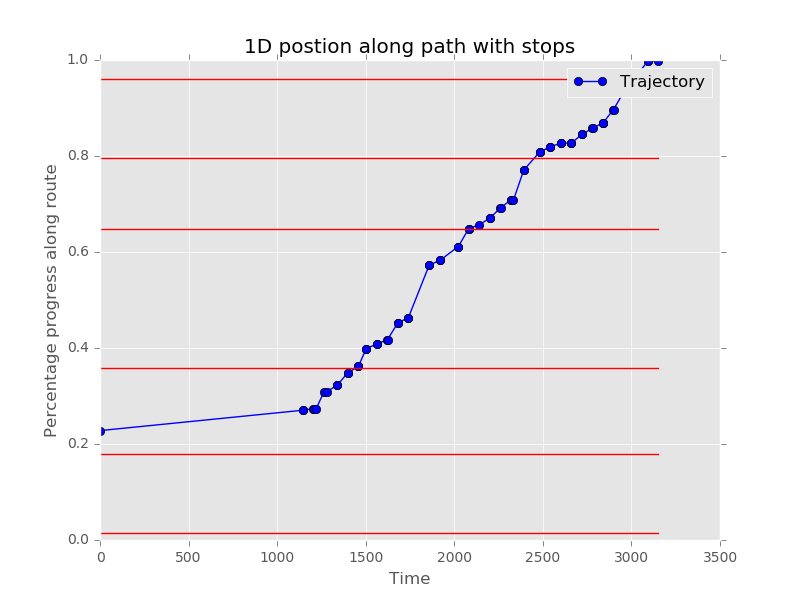 1D postion along path with stops
Trajectory
Percentage progress along route
1.0
0.8
0.6
0.4
0.2
0.0
0 500 1000 1500 2000 2500 3000 3500
Time